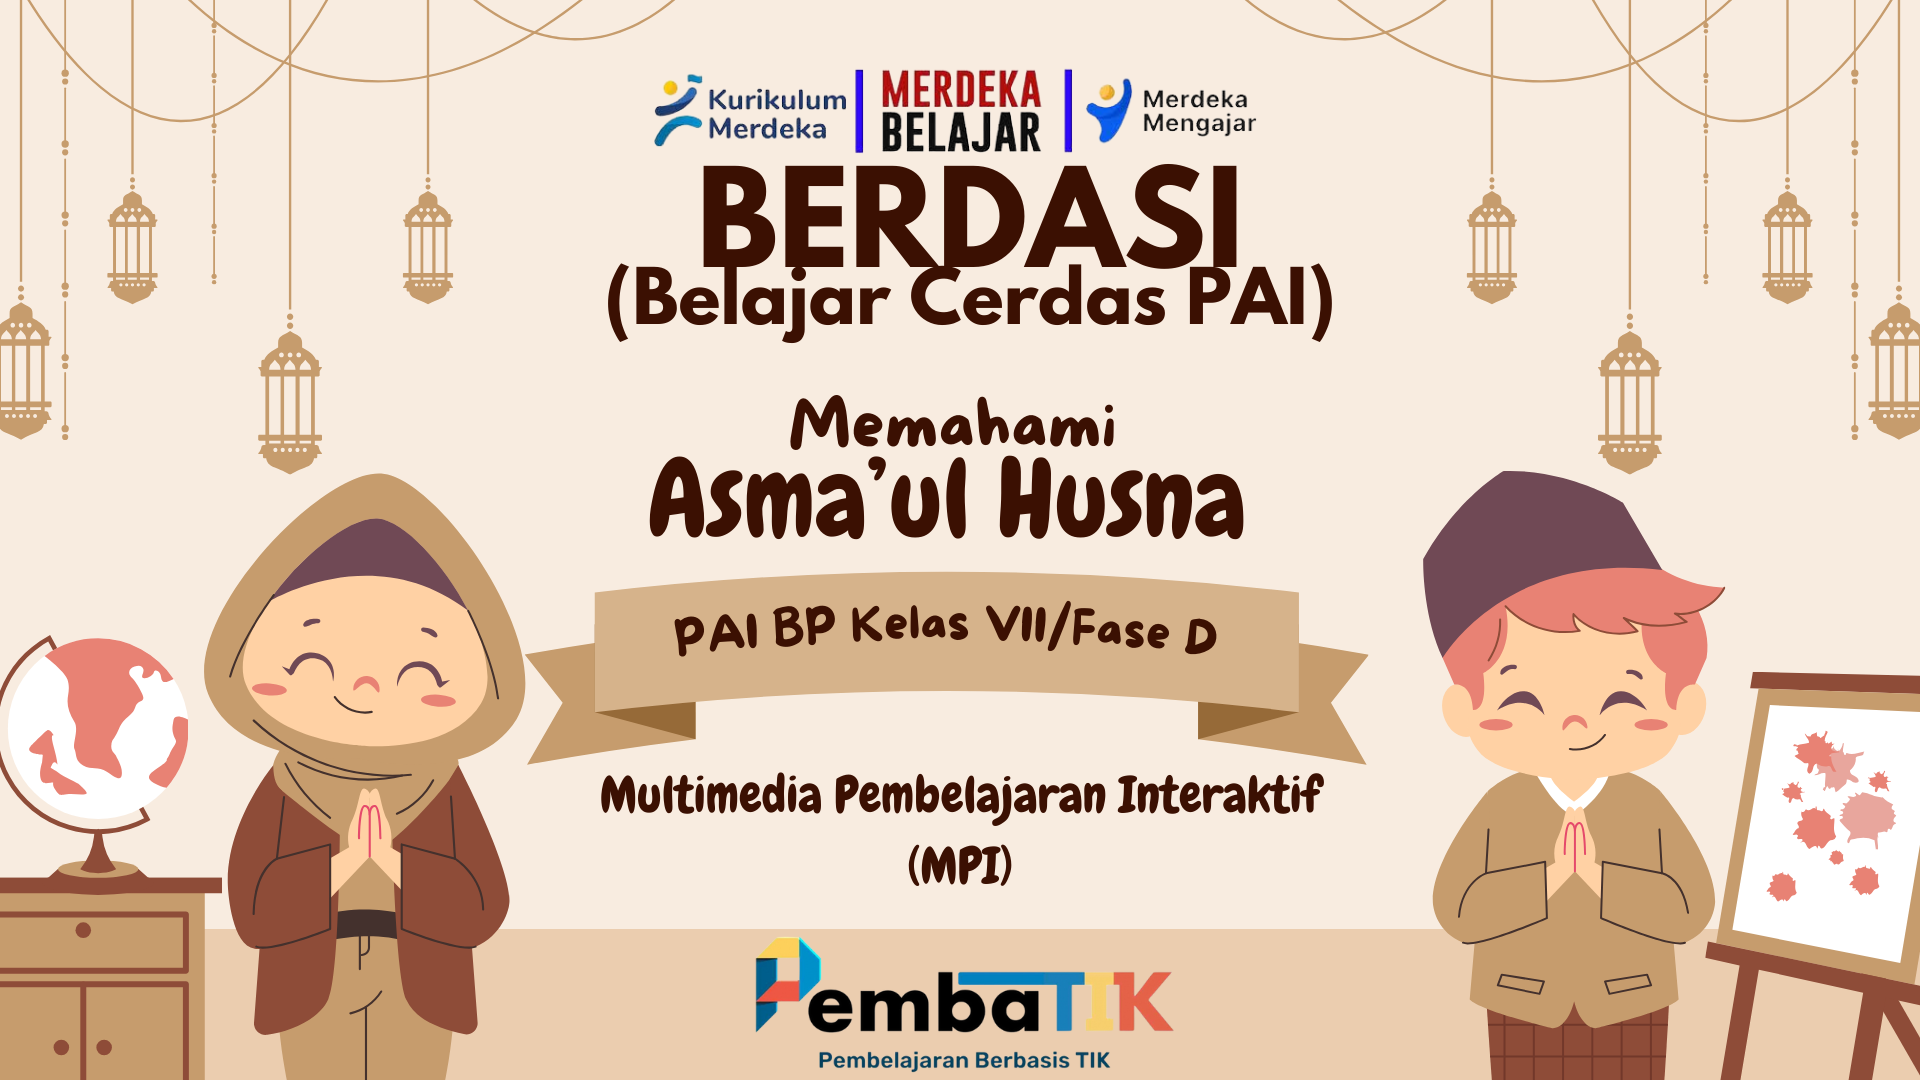 Kurikulum Merdeka
MERDEKA BELAJAR
Merdeka Mengajar
BERDASI
(Belajar Cerdas PAI)
Memahami
Asma'ul Husna
PAI BP Kelas VII/Fase D
Multimedia Pembelajaran Interaktif
(MPI)
PembaTIK
Pembelajaran Berbasis TIK